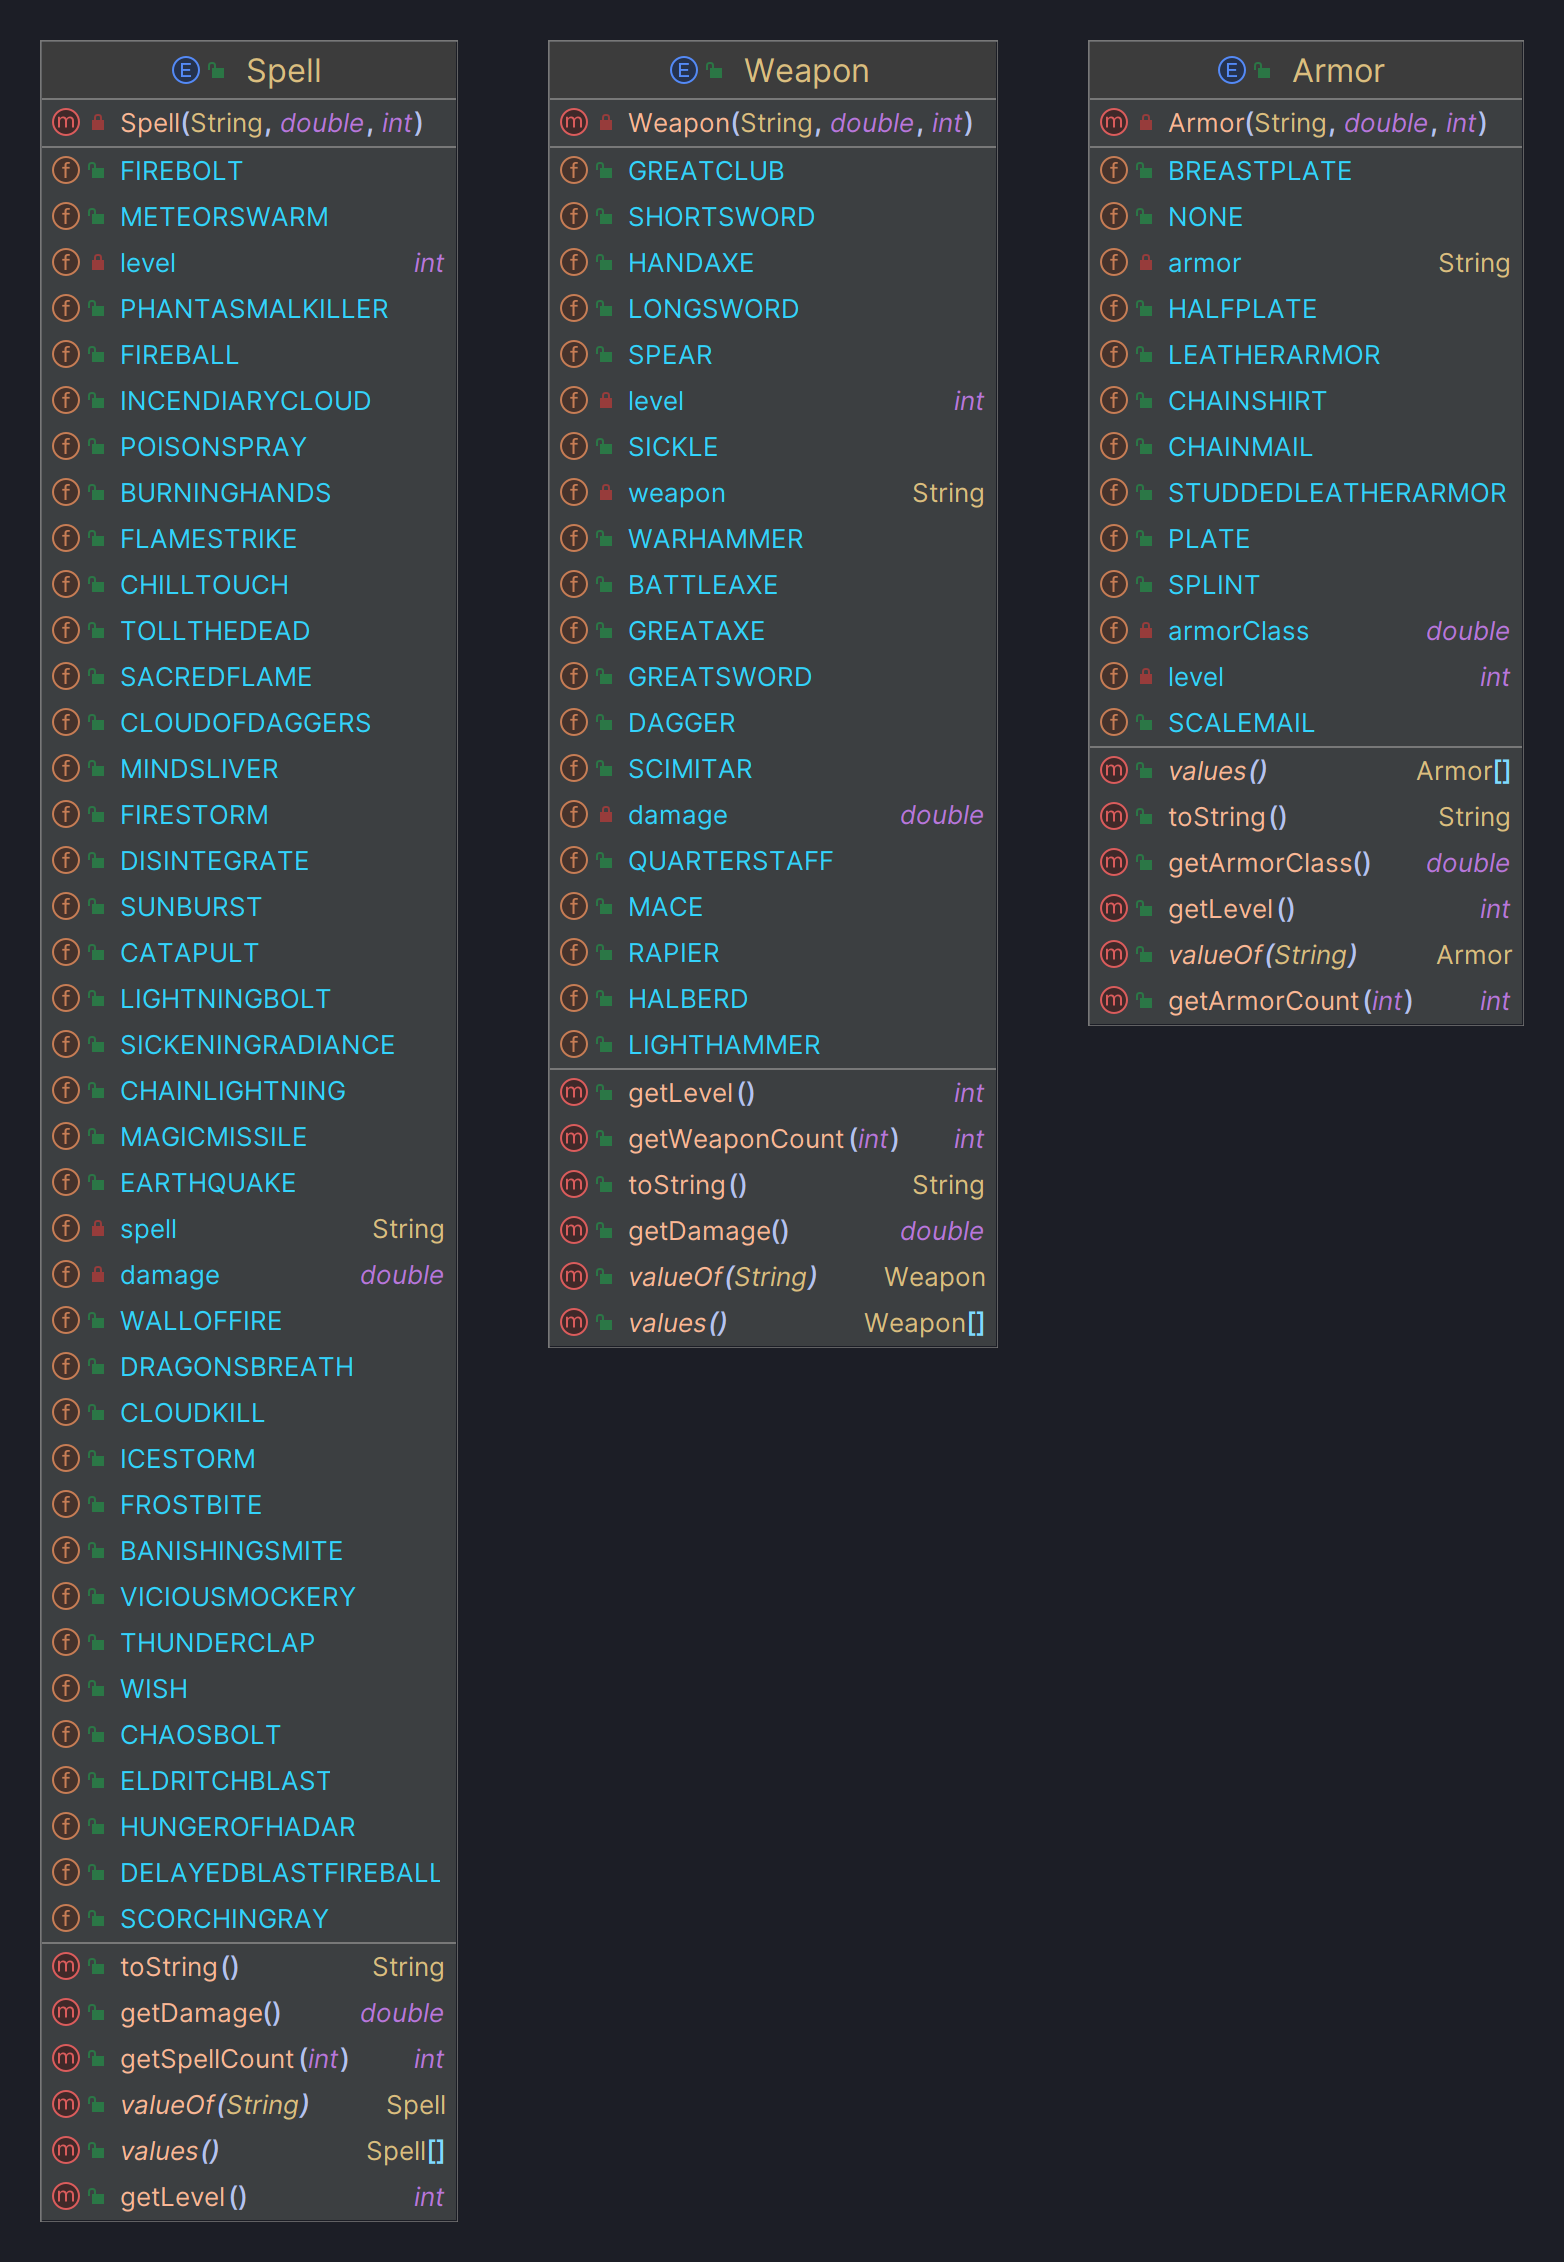 Spell
Spell(String, double, int)
FIREBOLT
METEORSWARM
level int
PHANTASMALKILLER
FIREBALL
INCENDIARYCLOUD
POISONSPRAY
BURNINGHANDS
FLAMESTRIKE
CHILLTOUCH
TOLLTHEDEAD
SACREDFLAME
CLOUDOFDAGGERS
MINDSLIVER
FIRESTORM
DISINTEGRATE
SUNBURST
CATAPULT
LIGHTNINGBOLT
SICKENINGRADIANCE
CHAINLIGHTNING
MAGICMISSILE
EARTHQUAKE
spell String
damage double
WALLOFFIRE
DRAGONSBREATH
CLOUDKILL
ICESTORM
FROSTBITE
BANISHINGSMITE
VICIOUSMOCKERY
THUNDERCLAP
WISH
CHAOSBOLT
ELDRITCHBLAST
HUNGEROFHADAR
DELAYEDBLASTFIREBALL
SCORCHINGRAY
toString() String
getDamage() double
getSpellCount(int) int
valueOf(String) Spell
values() Spell[]
getLevel() int
Weapon
Weapon(String, double, int)
GREATCLUB
SHORTSWORD
HANDAXE
LONGSWORD
SPEAR
level int
SICKLE
weapon String
WARHAMMER
BATTLEAXE
GREATAXE
GREATSWORD
DAGGER
SCIMITAR
damage double
QUARTERSTAFF
MACE
RAPIER
HALBERD
LIGHTHAMMER
getLevel() int
getWeaponCount(int) int
toString() String
getDamage() double
valueOf(String) Weapon
values() Weapon[]
Armor
Armor(String, double, int)
BREASTPLATE
NONE
armor String
HALFPLATE
LEATHERARMOR
CHAINSHIRT
CHAINMAIL
STUDDEDLEATHERARMOR
PLATE
SPLINT
armorClass double
level int
SCALEMAIL
values() Armor[]
toString() String
getArmorClass() double
getLevel() int
valueOf(String) Armor
getArmorCount(int) int